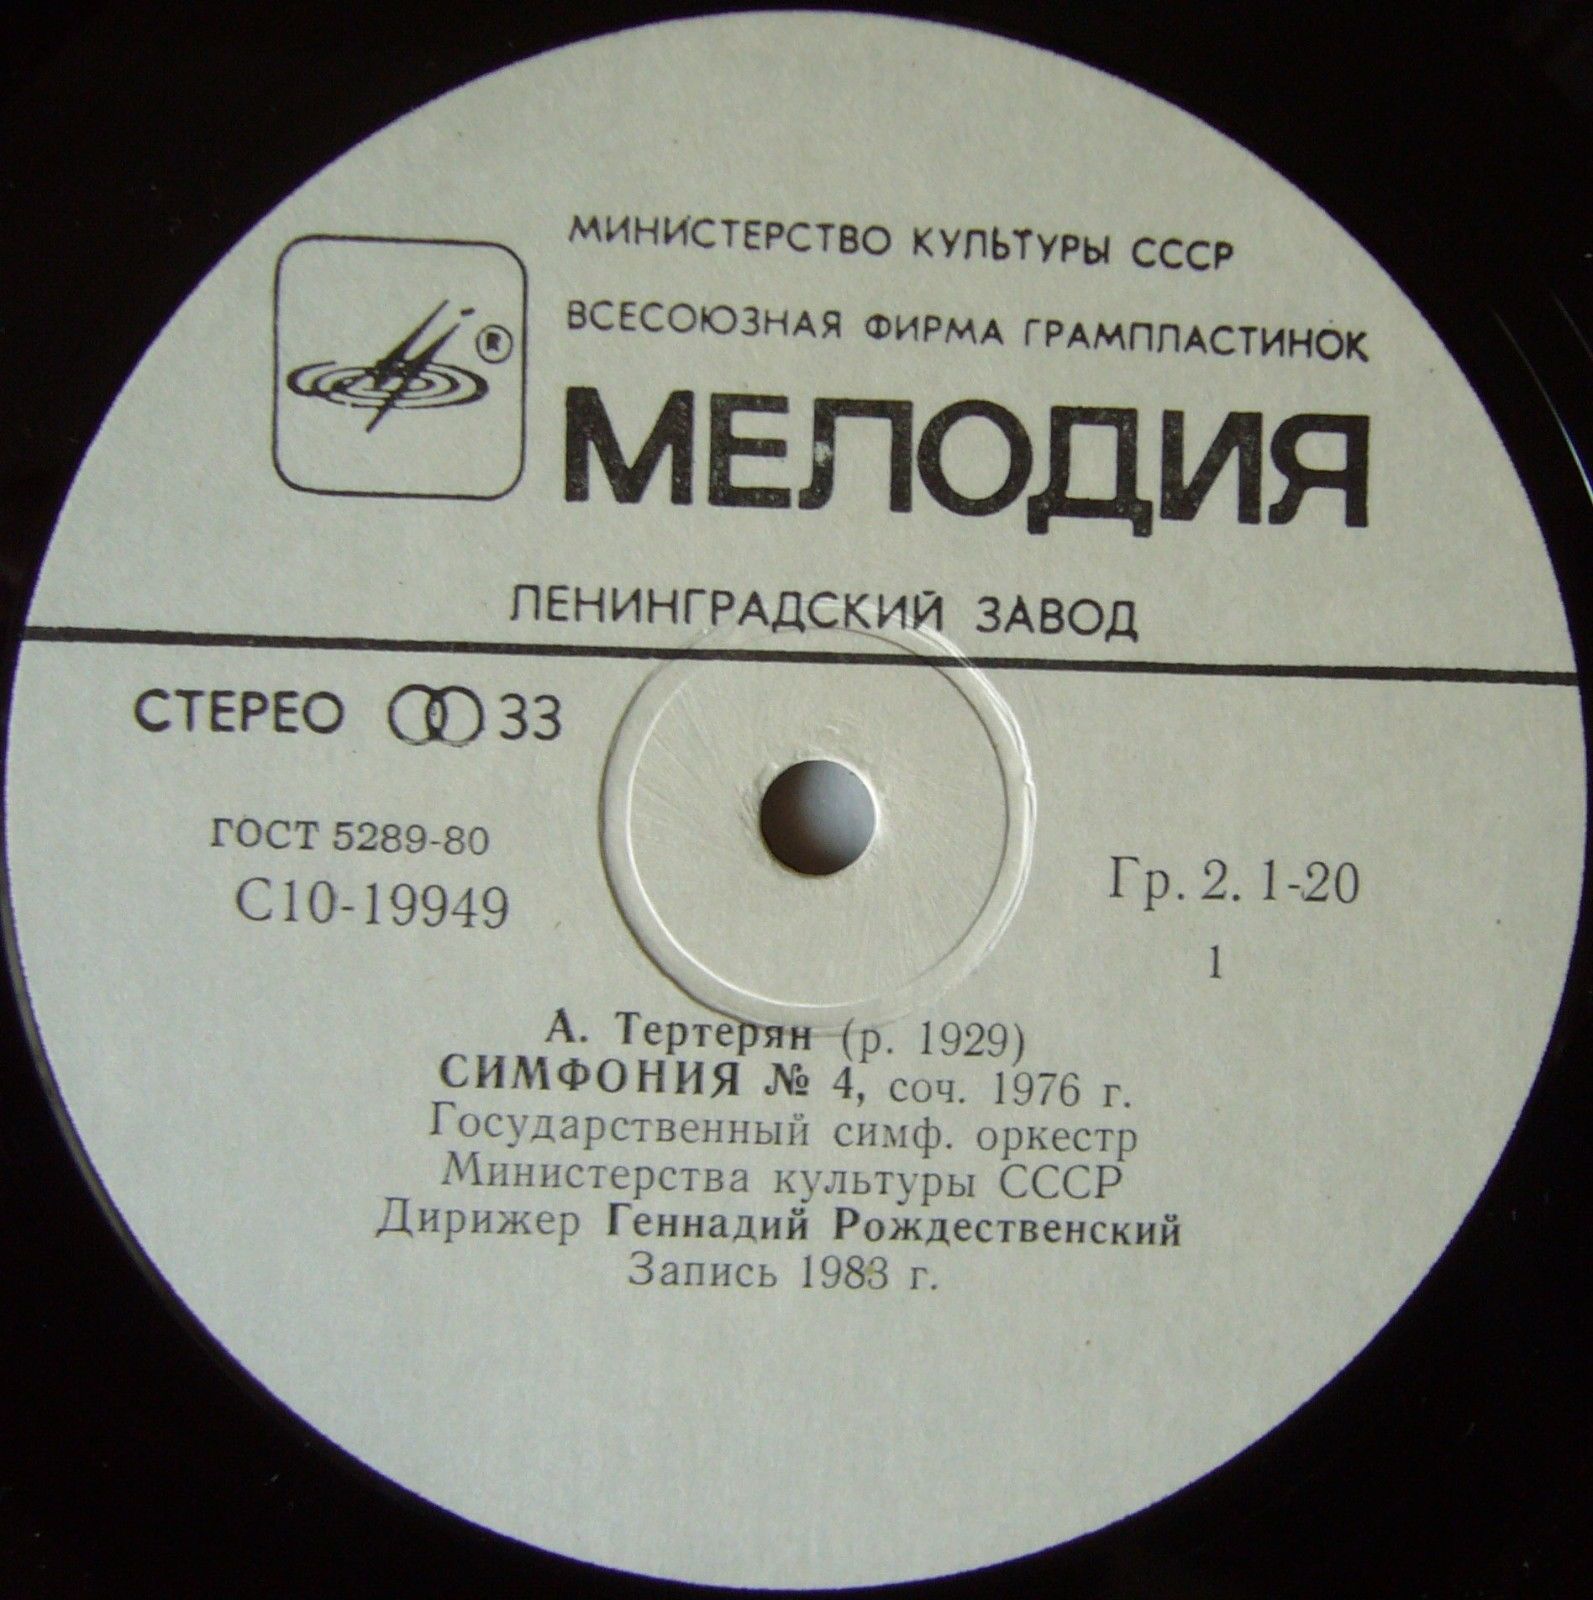 МИНИСТЕРСТВО КУЛЬТУРЫ СССР
ВСЕСОЮЗНАЯ ФИРМА ГРАМПЛАСТИНОК
®
МЕЛОДИЯ
ЛЕНИНГРАДСКИЙ ЗАВОД
СТЕРЕО 33
ГОСТ 5289-80
С10-19949
Гр. 2. 1-20
1
А. Тертерян (р. 1929)
СИМФОНИЯ № 4, соч. 1976 г.
Государственный симф. оркестр
Министерства культуры СССР
Дирижер Геннадий Рождественский
Запись 1983 г.